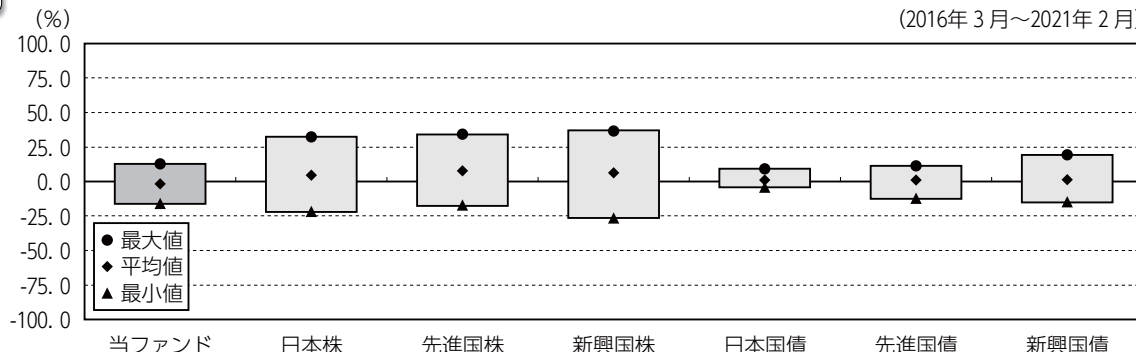 (%)
(2016年3月～2021年2月)
100.0
75.0
50.0
25.0
0.0
-25.0
-50.0
-75.0
-100.0
● 最大値
◆ 平均値
▲ 最小値
当ファンド 日本株 先進国株 新興国株 日本国債 先進国債 新興国債